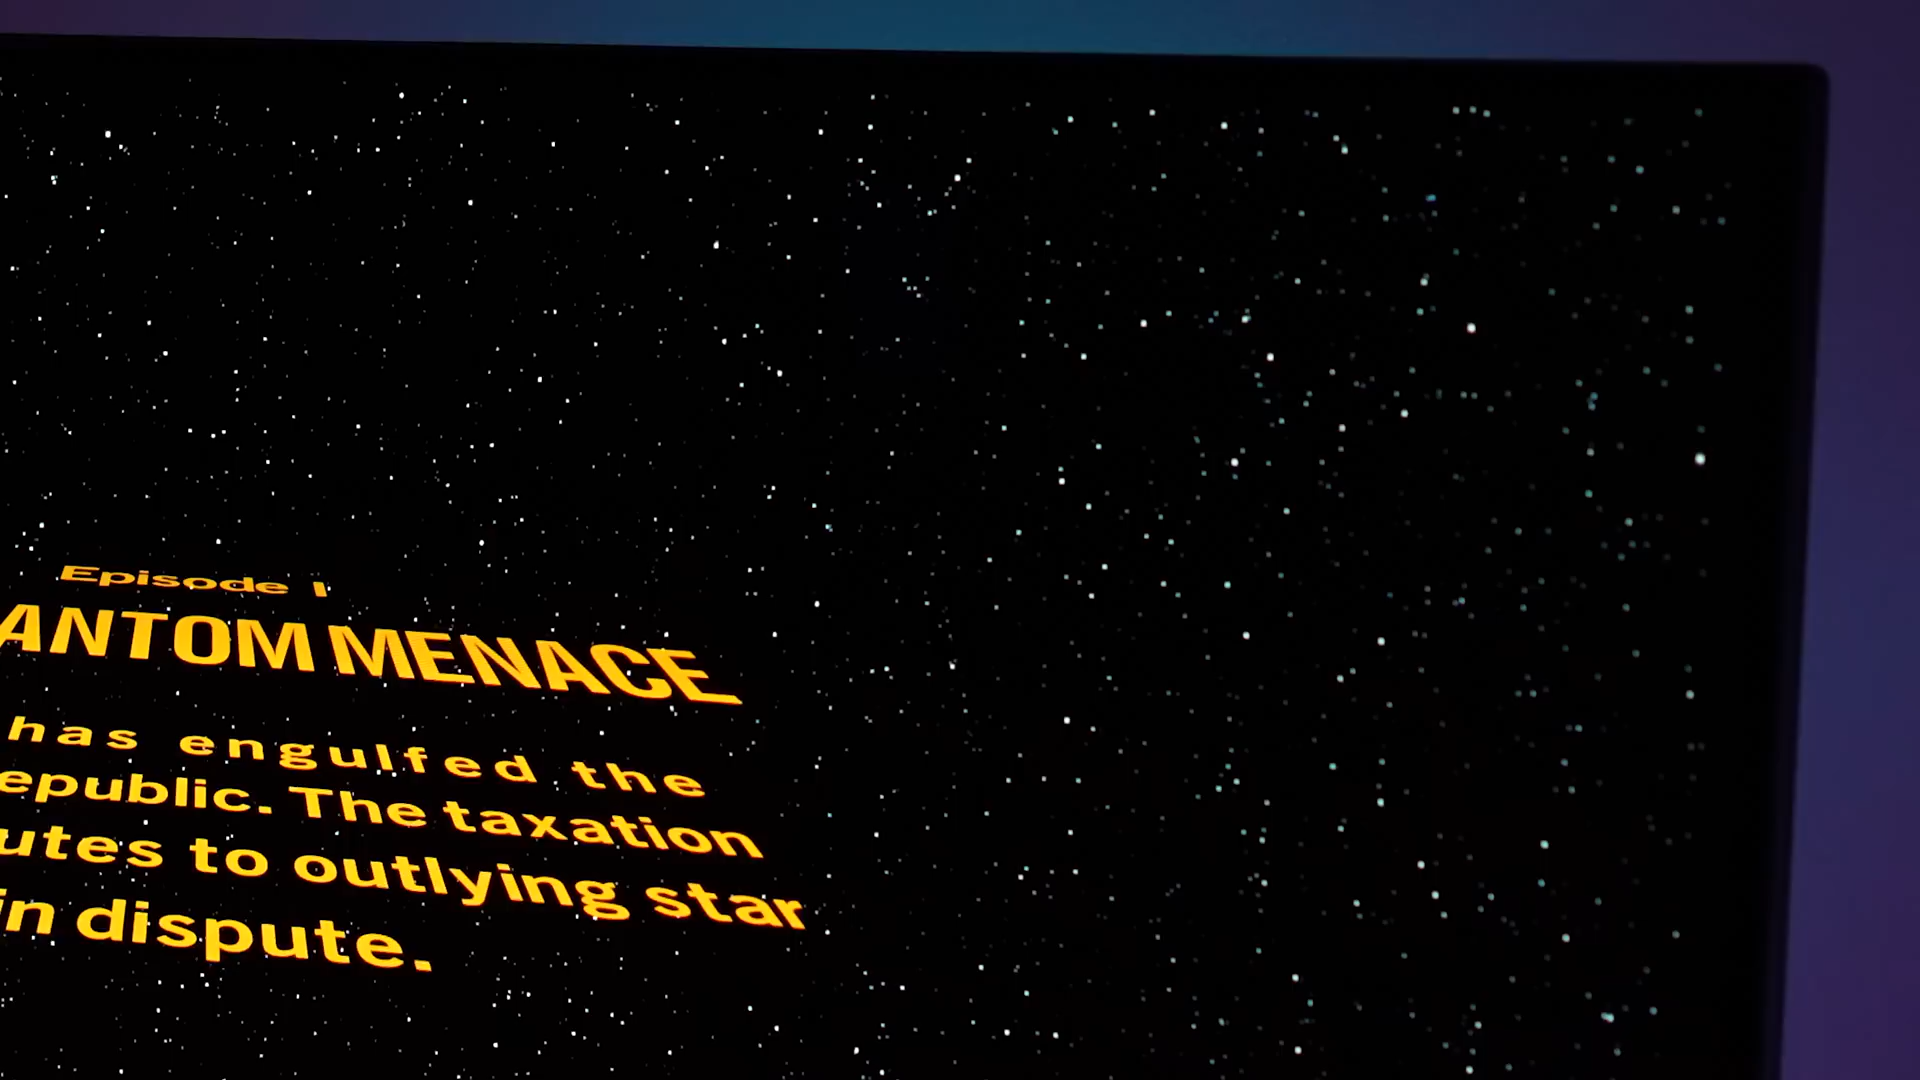 Episode I
ANTOM MENACE
has engulfed the
epublic. The taxation
utes to outlying star
in dispute.